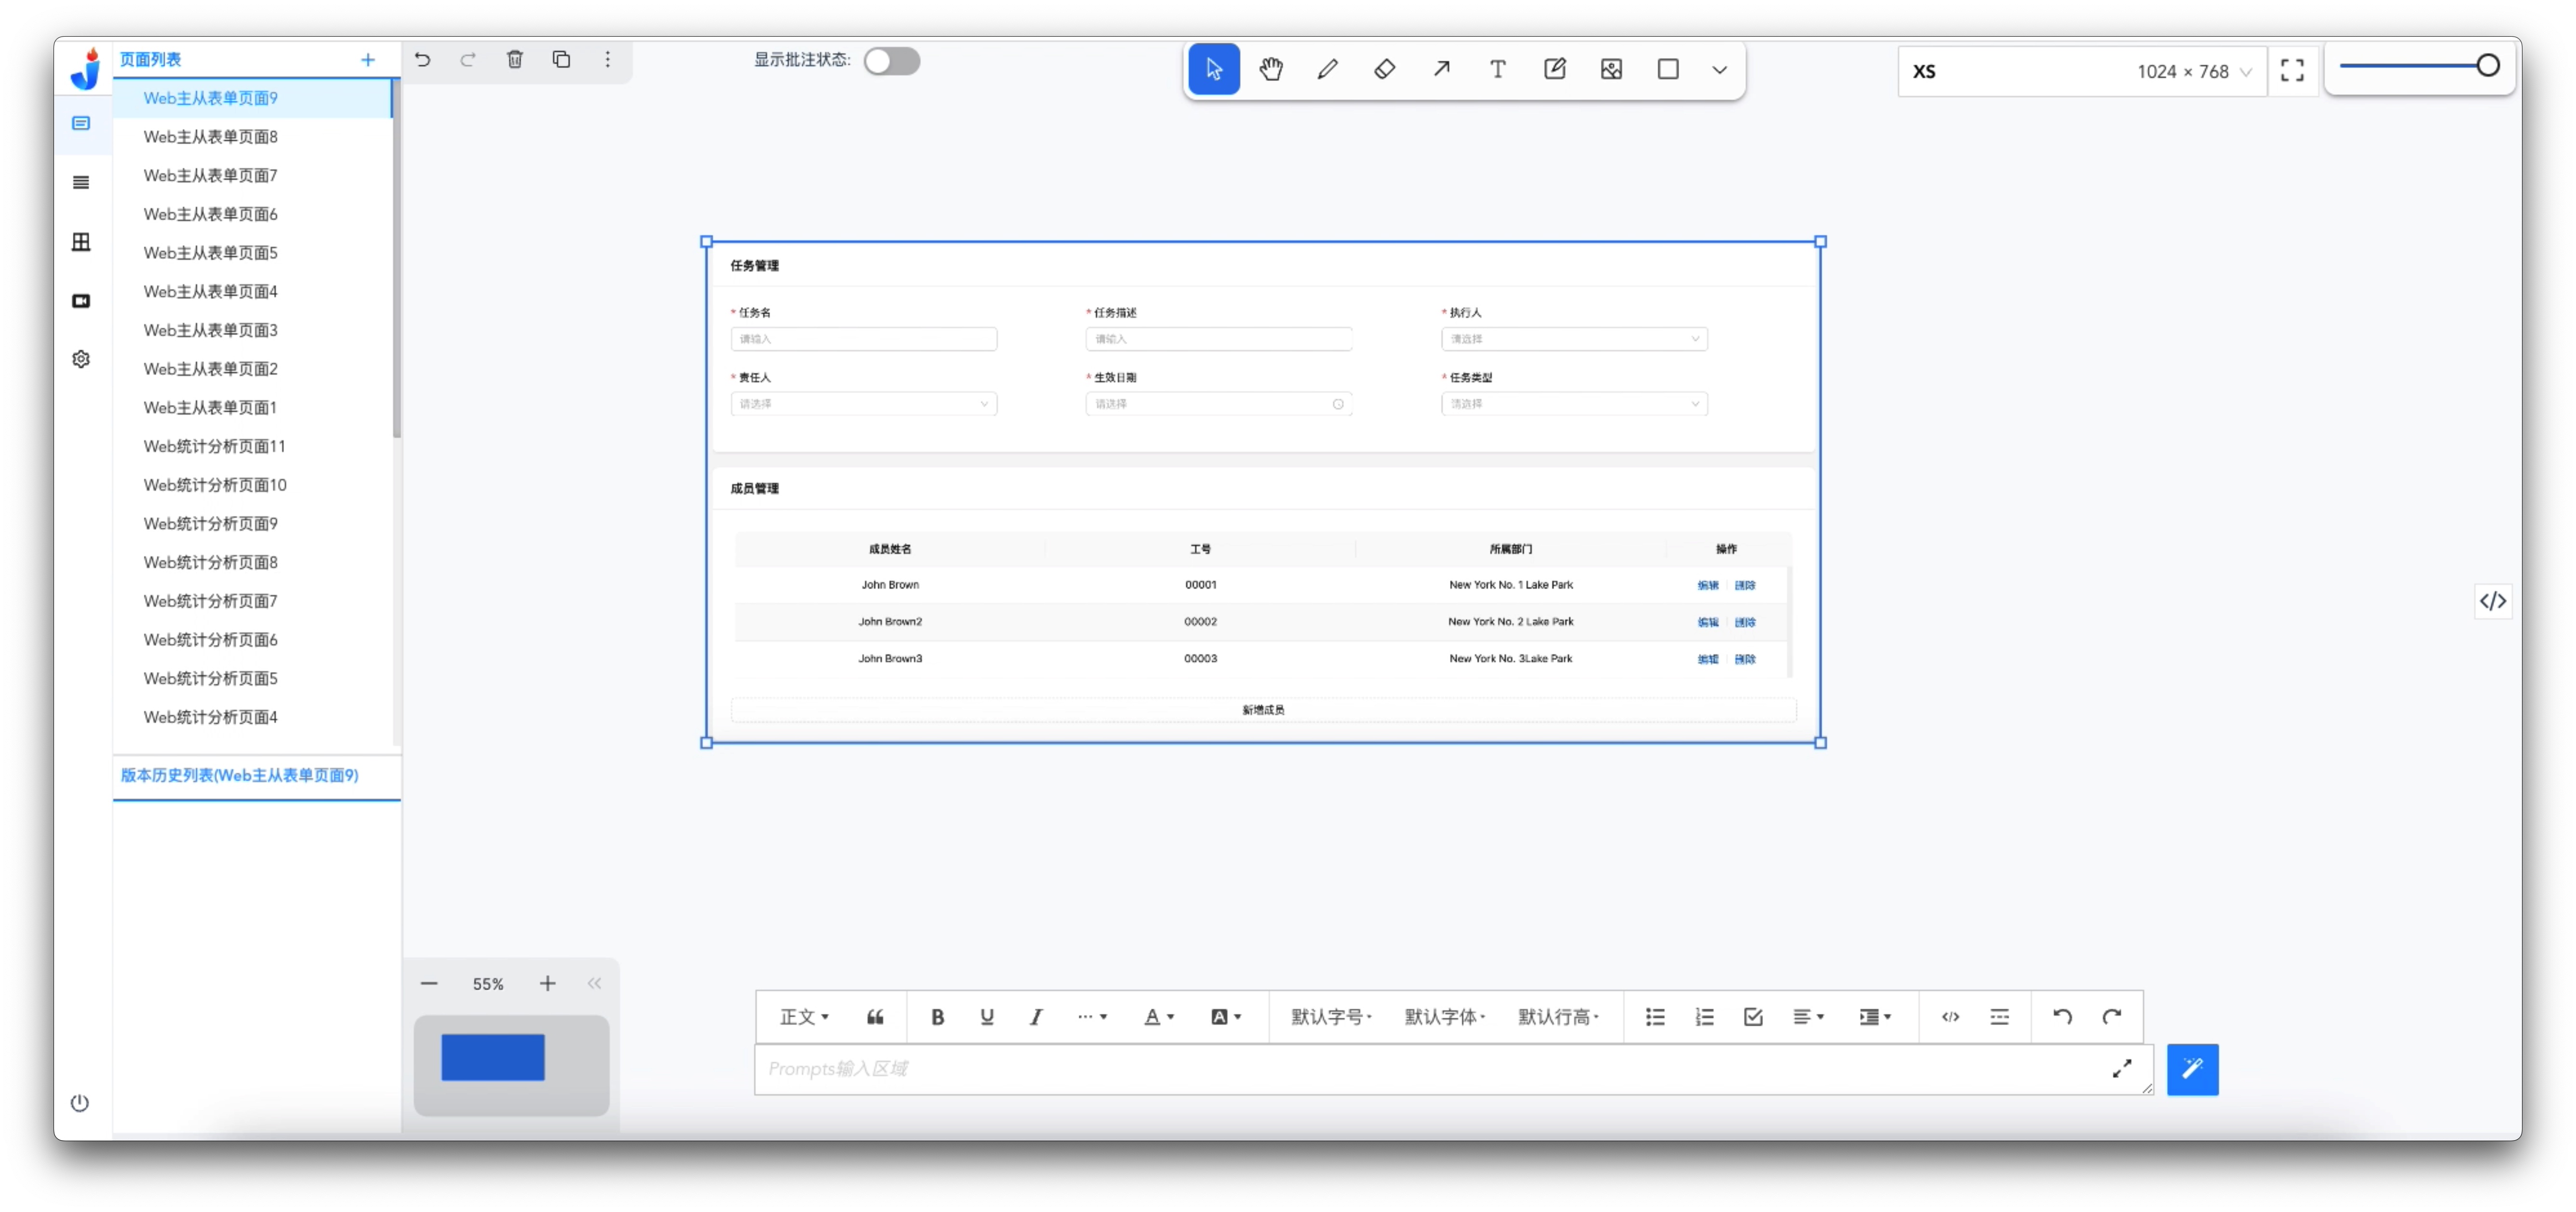 页面列表
Web主从表单页面9
Web主从表单页面8
Web主从表单页面7
Web主从表单页面6
Web主从表单页面5
Web主从表单页面4
Web主从表单页面3
Web主从表单页面2
Web主从表单页面1
Web统计分析页面11
Web统计分析页面10
Web统计分析页面9
Web统计分析页面8
Web统计分析页面7
Web统计分析页面6
Web统计分析页面5
Web统计分析页面4
版本历史列表(Web主从表单页面9)
显示批注状态:
XS 1024 × 768
任务管理
* 任务名 * 任务描述 * 执行人
请输入 请输入 请选择
* 责任人 * 生效日期 * 任务类型
请选择 请选择 请选择
成员管理
成员姓名 工号 所属部门 操作
John Brown 00001 New York No. 1 Lake Park 编辑 删除
John Brown2 00002 New York No. 2 Lake Park 编辑 删除
John Brown3 00003 New York No. 3Lake Park 编辑 删除
新增成员
55%
正文 B U I A A 默认字号 默认字体 默认行高
Prompts输入区域